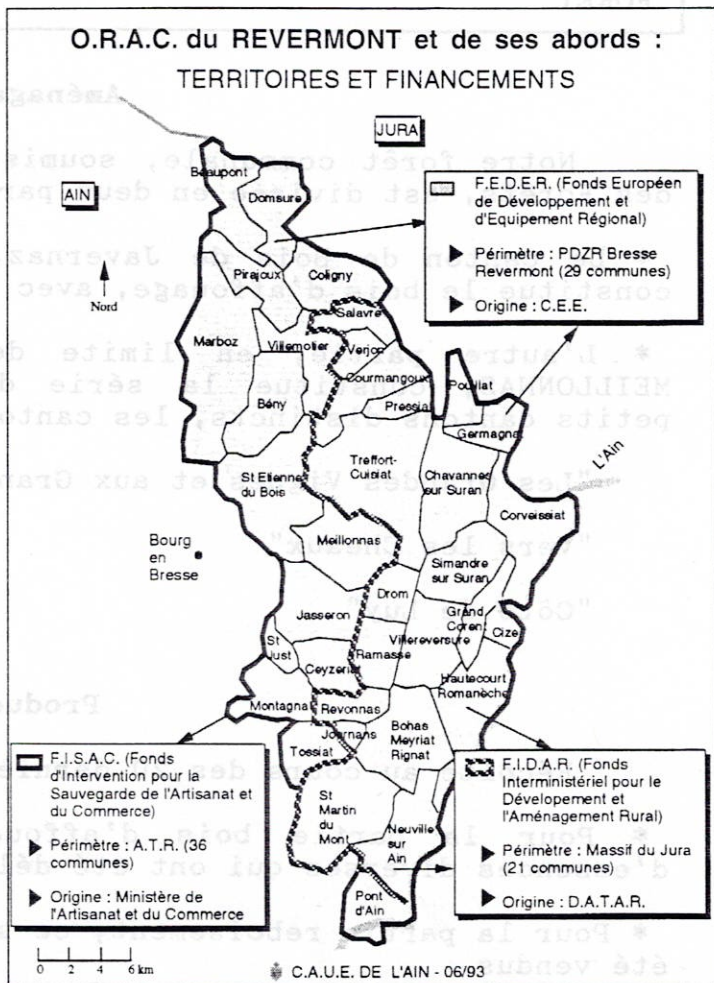 O.R.A.C. du REVERMONT et de ses abords :
TERRITOIRES ET FINANCEMENTS
Aménag
Notre forêt communale, soumis
JURA
AIN
Nord
Beaupont
Domsure
Pirajoux
Coligny
Salavre
Marboz
Villemotier
Verjon
Courmangoux
Pressiat
Pouillat
Germagnat
Bény
Treffort-
Cuisiat
Chavannes
sur Suran
L'Ain
Corveissiat
St Etienne
du Bois
Bourg
en
Bresse
Meillonnas
Simandre
sur Suran
Drom
Jasseron
Grand
Corent
Cize
Villereversure
St
Just
Ramasse
Ceyzeriat
Hautecourt
Romanèche
Montagnat
Revonnas
Journans
Bohas
Meyriat
Rignat
Tossiat
St
Martin
du
Mont
Neuville
sur
Ain
Pont
d'Ain
F.E.D.E.R. (Fonds Européen
de Développement et
d'Equipement Régional)
Périmètre : PDZR Bresse
Revermont (29 communes)
Origine : C.E.E.
F.I.S.A.C. (Fonds
d'Intervention pour la
Sauvegarde de l'Artisanat et
du Commerce)
Périmètre : A.T.R. (36
communes)
Origine : Ministère de
l'Artisanat et du Commerce
F.I.D.A.R. (Fonds
Interministériel pour le
Dévelopement et
l'Aménagement Rural)
Périmètre : Massif du Jura
(21 communes)
Origine : D.A.T.A.R.
0 2 4 6 km
C.A.U.E. DE L'AIN - 06/93